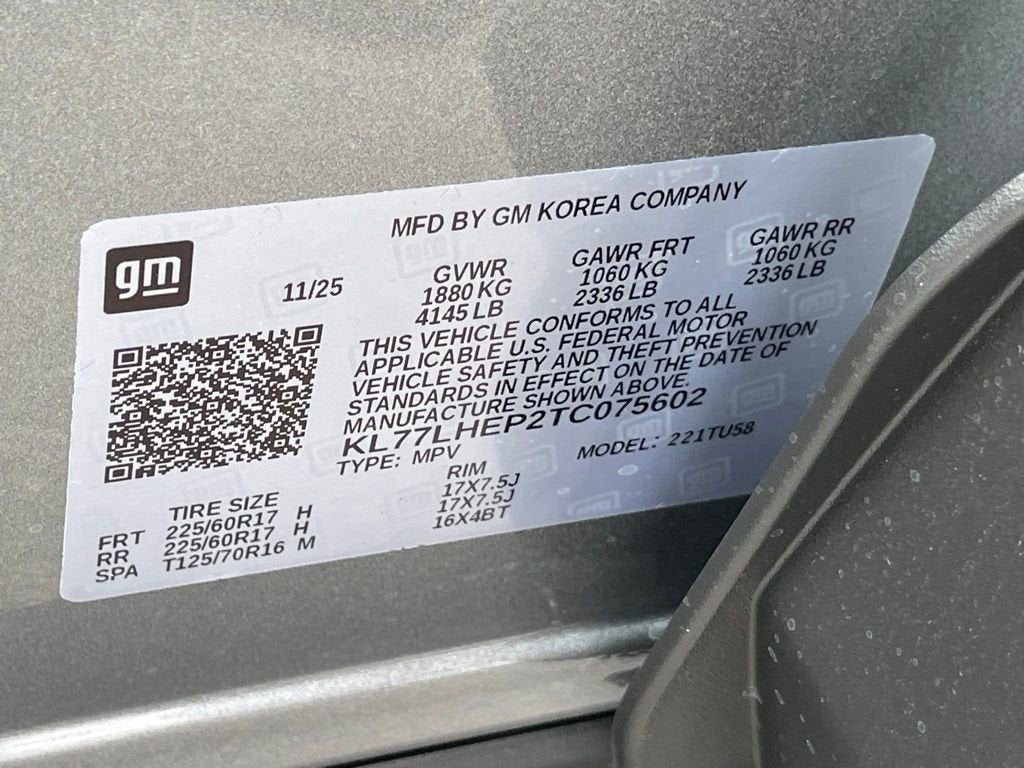 MFD BY GM KOREA COMPANY
gm
11/25
GVWR
1880 KG
4145 LB
GAWR FRT
1060 KG
2336 LB
GAWR RR
1060 KG
2336 LB
THIS VEHICLE CONFORMS TO ALL
APPLICABLE U.S. FEDERAL MOTOR
VEHICLE SAFETY AND THEFT PREVENTION
STANDARDS IN EFFECT ON THE DATE OF
MANUFACTURE SHOWN ABOVE.
KL77LHEP2TC075602
TYPE: MPV
MODEL: 221TU58
TIRE SIZE RIM
FRT 225/60R17 H 17X7.5J
RR 225/60R17 H 17X7.5J
SPA T125/70R16 M 16X4BT